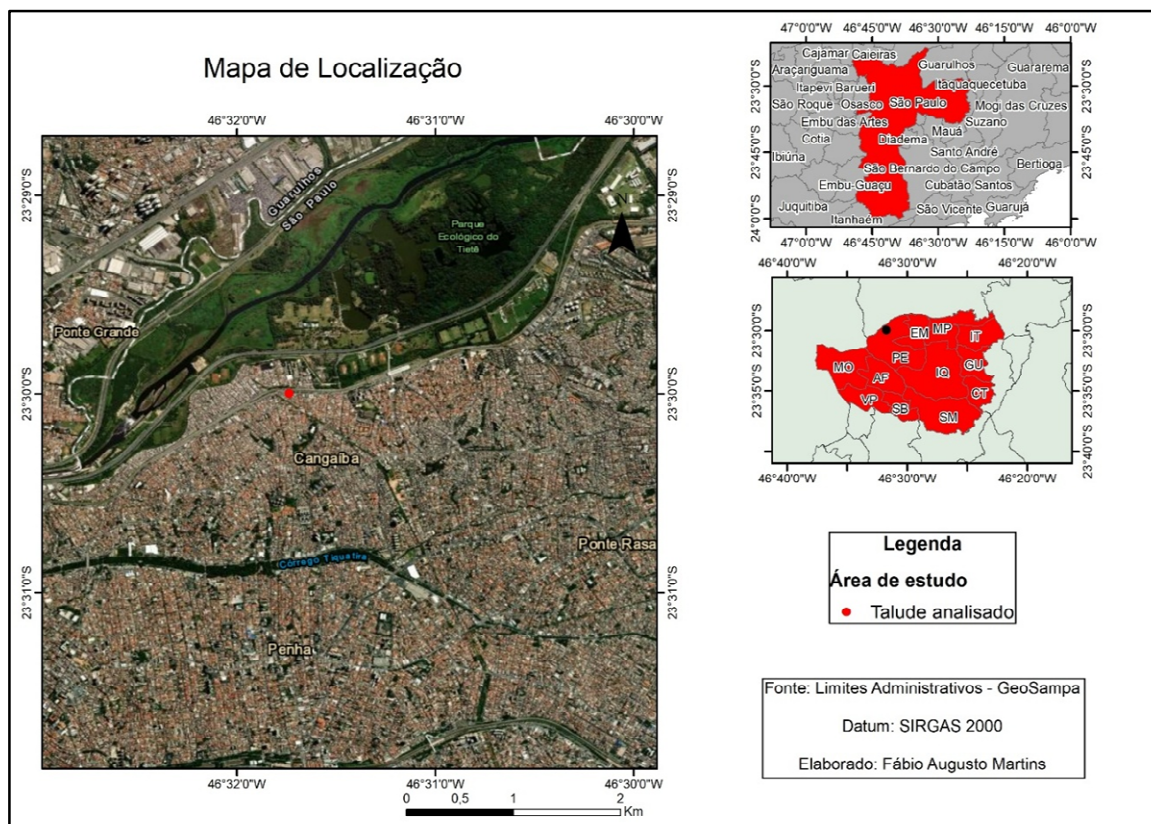 Mapa de Localização
46°32'0"W 46°31'0"W 46°30'0"W
23°29'0"S
23°30'0"S
23°31'0"S
23°29'0"S
23°30'0"S
23°31'0"S
N
Guarulhos
São Paulo
Parque
Ecológico do
Tietê
Ponte Grande
Cangaíba
Ponte Rasa
Córrego Tiquatira
Penha
46°32'0"W 46°31'0"W 46°30'0"W
0 0,5 1 2
Km
47°0'0"W 46°45'0"W 46°30'0"W 46°15'0"W 46°0'0"W
23°30'0"S
23°45'0"S
24°0'0"S
23°30'0"S
23°45'0"S
24°0'0"S
Cajamar Caieiras
Guarulhos Guararema
Araçariguama
Itapevi Barueri Itaquaquecetuba
São Roque Osasco São Paulo Mogi das Cruzes
Embu das Artes Suzano
Cotia Diadema Mauá
Ibiúna Santo André Bertioga
São Bernardo do Campo
Embu-Guaçu Cubatão Santos
Juquitiba São Vicente Guarujá
Itanhaém
47°0'0"W 46°45'0"W 46°30'0"W 46°15'0"W 46°0'0"W
46°40'0"W 46°30'0"W 46°20'0"W
23°30'0"S
23°35'0"S
23°40'0"S
23°30'0"S
23°35'0"S
23°40'0"S
EM MP IT
MO PE IQ GU
AF CT
VP SB SM
46°40'0"W 46°30'0"W 46°20'0"W
Legenda
Área de estudo
Talude analisado
Fonte: Limites Administrativos - GeoSampa
Datum: SIRGAS 2000
Elaborado: Fábio Augusto Martins